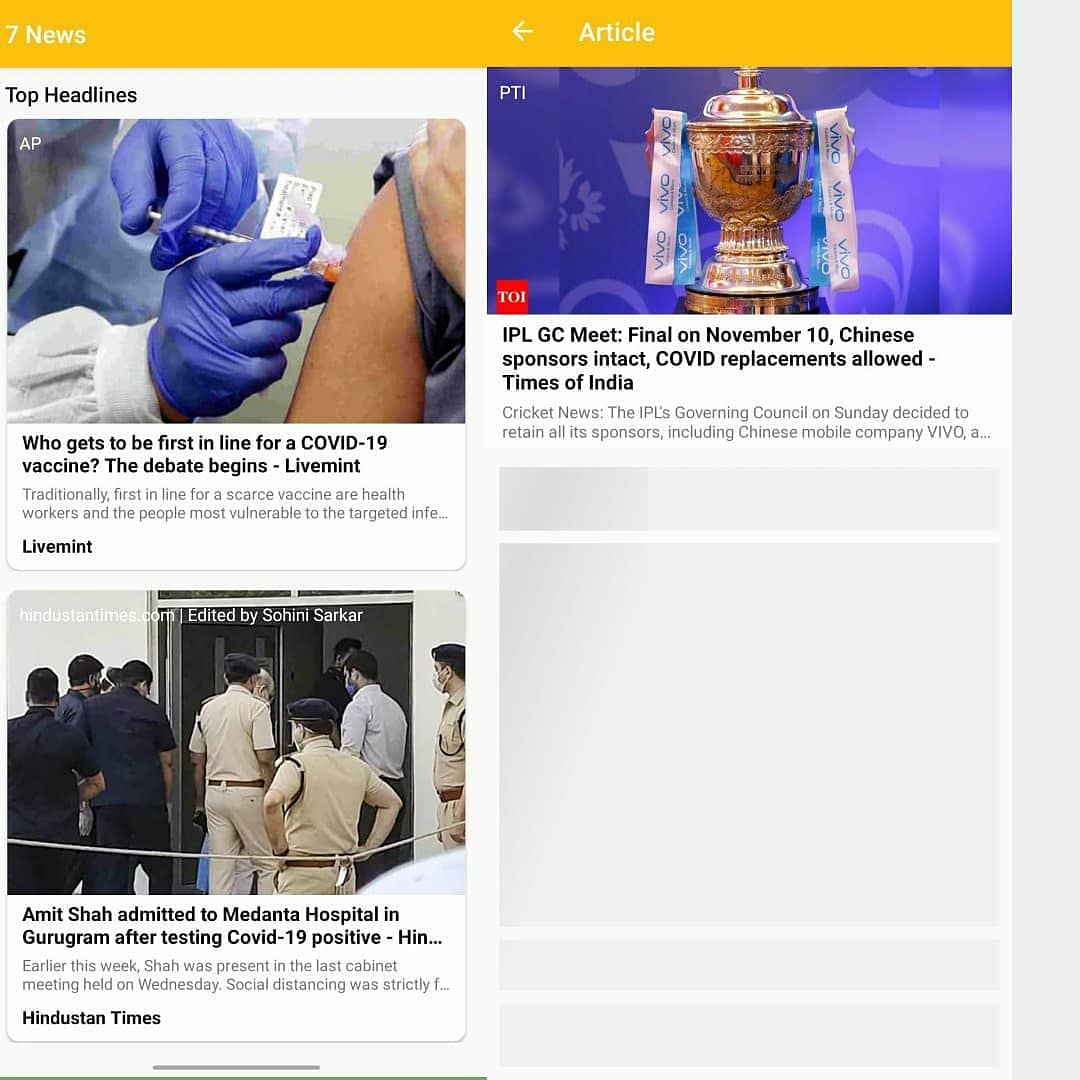 7 News
Top Headlines
AP
Who gets to be first in line for a COVID-19
vaccine? The debate begins - Livemint
Traditionally, first in line for a scarce vaccine are health
workers and the people most vulnerable to the targeted infe...
Livemint
hindustantimes.com | Edited by Sohini Sarkar
Amit Shah admitted to Medanta Hospital in
Gurugram after testing Covid-19 positive - Hin...
Earlier this week, Shah was present in the last cabinet
meeting held on Wednesday. Social distancing was strictly f...
Hindustan Times
Article
PTI
vivo
vivo
vivo
vivo
vivo
vivo
vivo
TOI
IPL GC Meet: Final on November 10, Chinese
sponsors intact, COVID replacements allowed -
Times of India
Cricket News: The IPL's Governing Council on Sunday decided to
retain all its sponsors, including Chinese mobile company VIVO, a...